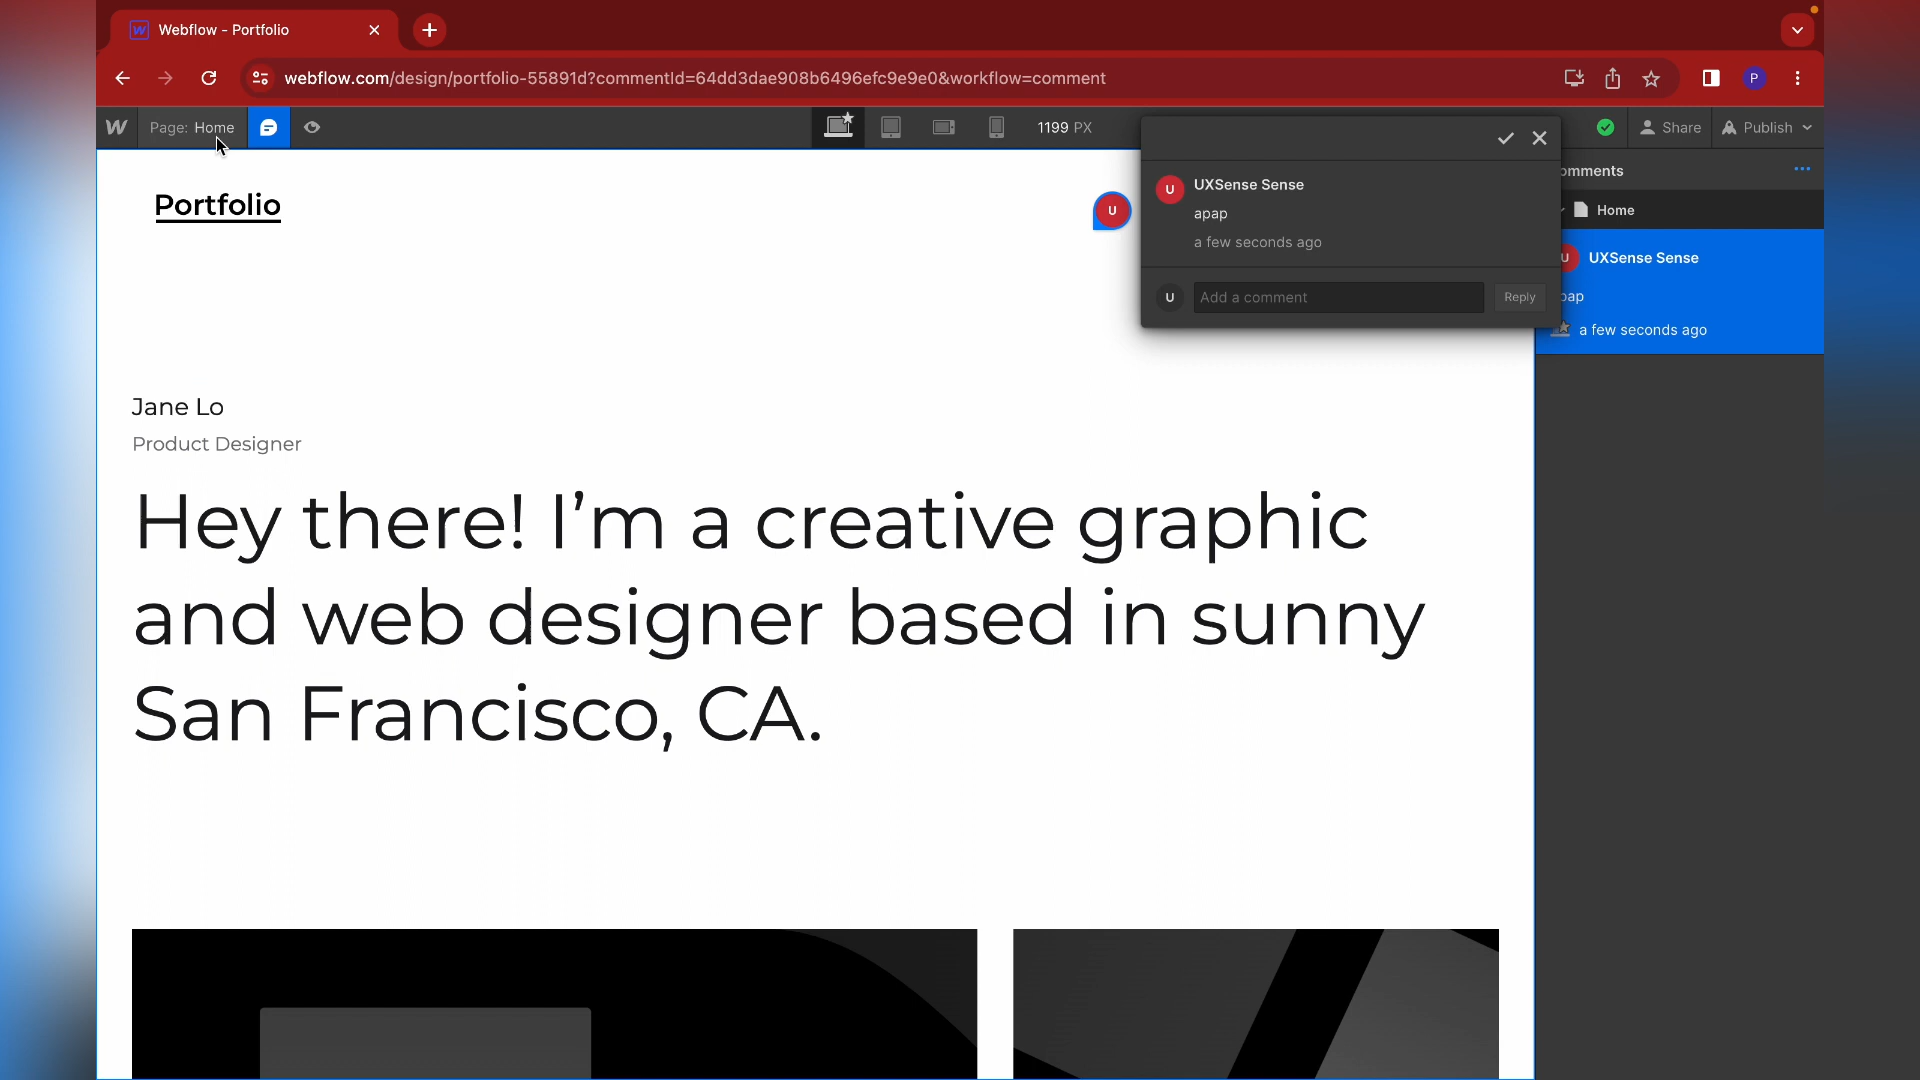 Webflow - Portfolio
webflow.com/design/portfolio-55891d?commentId=64dd3dae908b6496efc9e9e0&workflow=comment
P
Page: Home
1199 PX
Share
Publish
omments
Home
U
UXSense Sense
pap
a few seconds ago
U
UXSense Sense
apap
a few seconds ago
U
Add a comment
Reply
U
Portfolio
Jane Lo
Product Designer
Hey there! I’m a creative graphic
and web designer based in sunny
San Francisco, CA.